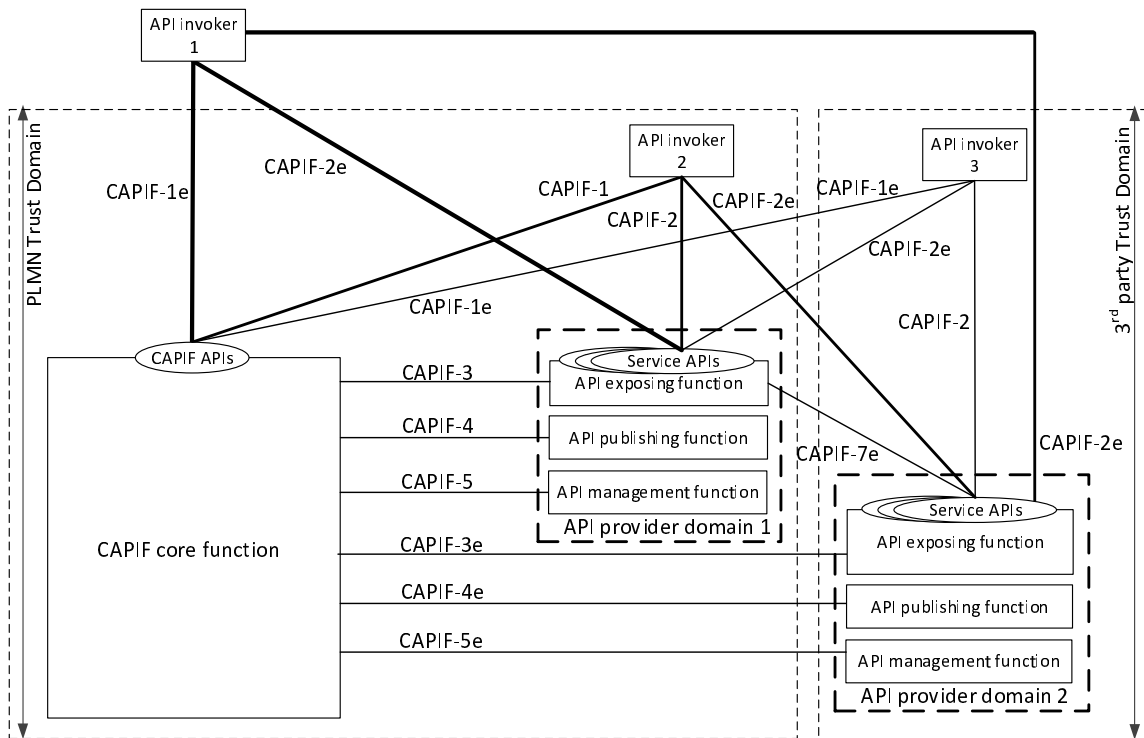 API invoker
1
PLMN Trust Domain
3rd party Trust Domain
API invoker
2
API invoker
3
CAPIF-1e
CAPIF-2e
CAPIF-1
CAPIF-2
CAPIF-2e
CAPIF-1e
CAPIF-2e
CAPIF-1e
CAPIF-2
CAPIF APIs
Service APIs
API exposing function
CAPIF-3
API publishing function
CAPIF-4
API management function
CAPIF-5
API provider domain 1
CAPIF-7e
CAPIF-2e
CAPIF core function
Service APIs
API exposing function
CAPIF-3e
API publishing function
CAPIF-4e
API management function
CAPIF-5e
API provider domain 2